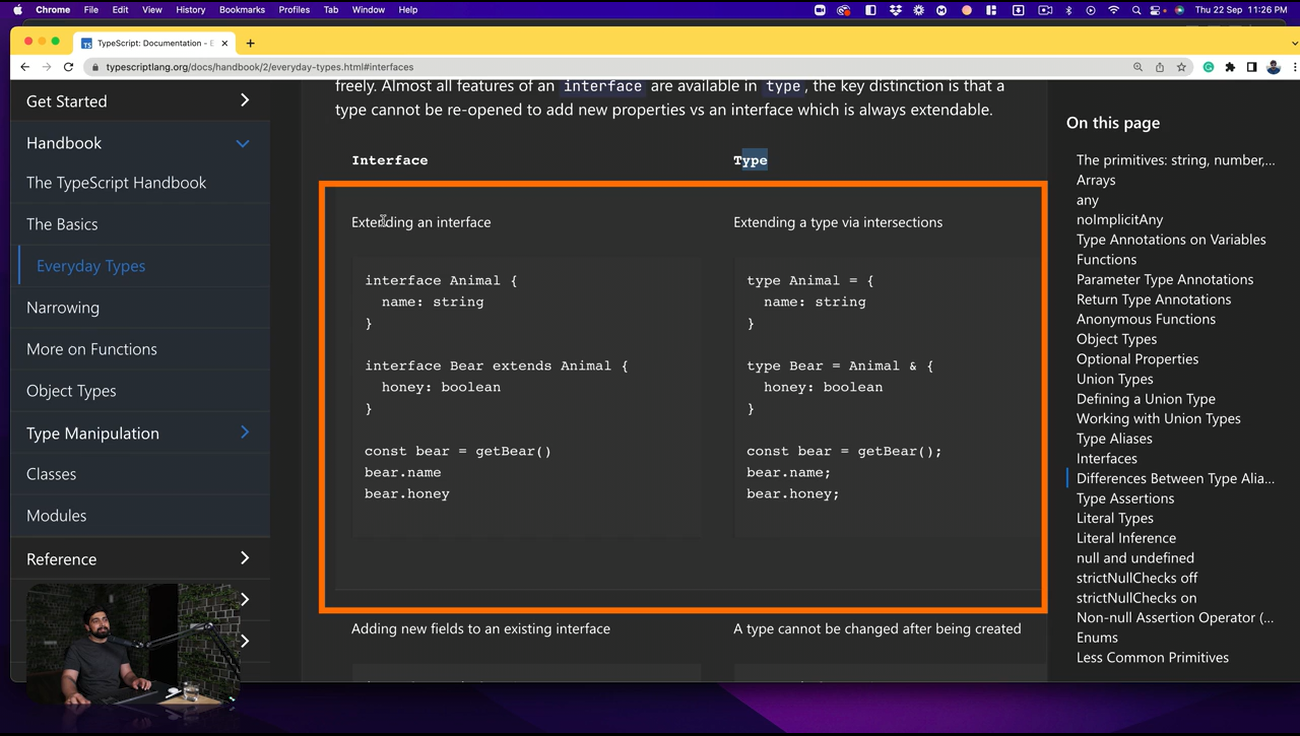 Chrome File Edit View History Bookmarks Profiles Tab Window Help
Thu 22 Sep 11:26 PM
TS TypeScript: Documentation - E
typescriptlang.org/docs/handbook/2/everyday-types.html#interfaces
Get Started
Handbook
The TypeScript Handbook
The Basics
Everyday Types
Narrowing
More on Functions
Object Types
Type Manipulation
Classes
Modules
Reference
freely. Almost all features of an interface are available in type, the key distinction is that a
type cannot be re-opened to add new properties vs an interface which is always extendable.
Interface
Extending an interface
interface Animal {
name: string
}
interface Bear extends Animal {
honey: boolean
}
const bear = getBear()
bear.name
bear.honey
Adding new fields to an existing interface
Type
Extending a type via intersections
type Animal = {
name: string
}
type Bear = Animal & {
honey: boolean
}
const bear = getBear();
bear.name;
bear.honey;
A type cannot be changed after being created
On this page
The primitives: string, number,...
Arrays
any
noImplicitAny
Type Annotations on Variables
Functions
Parameter Type Annotations
Return Type Annotations
Anonymous Functions
Object Types
Optional Properties
Union Types
Defining a Union Type
Working with Union Types
Type Aliases
Interfaces
Differences Between Type Alia...
Type Assertions
Literal Types
Literal Inference
null and undefined
strictNullChecks off
strictNullChecks on
Non-null Assertion Operator (...
Enums
Less Common Primitives